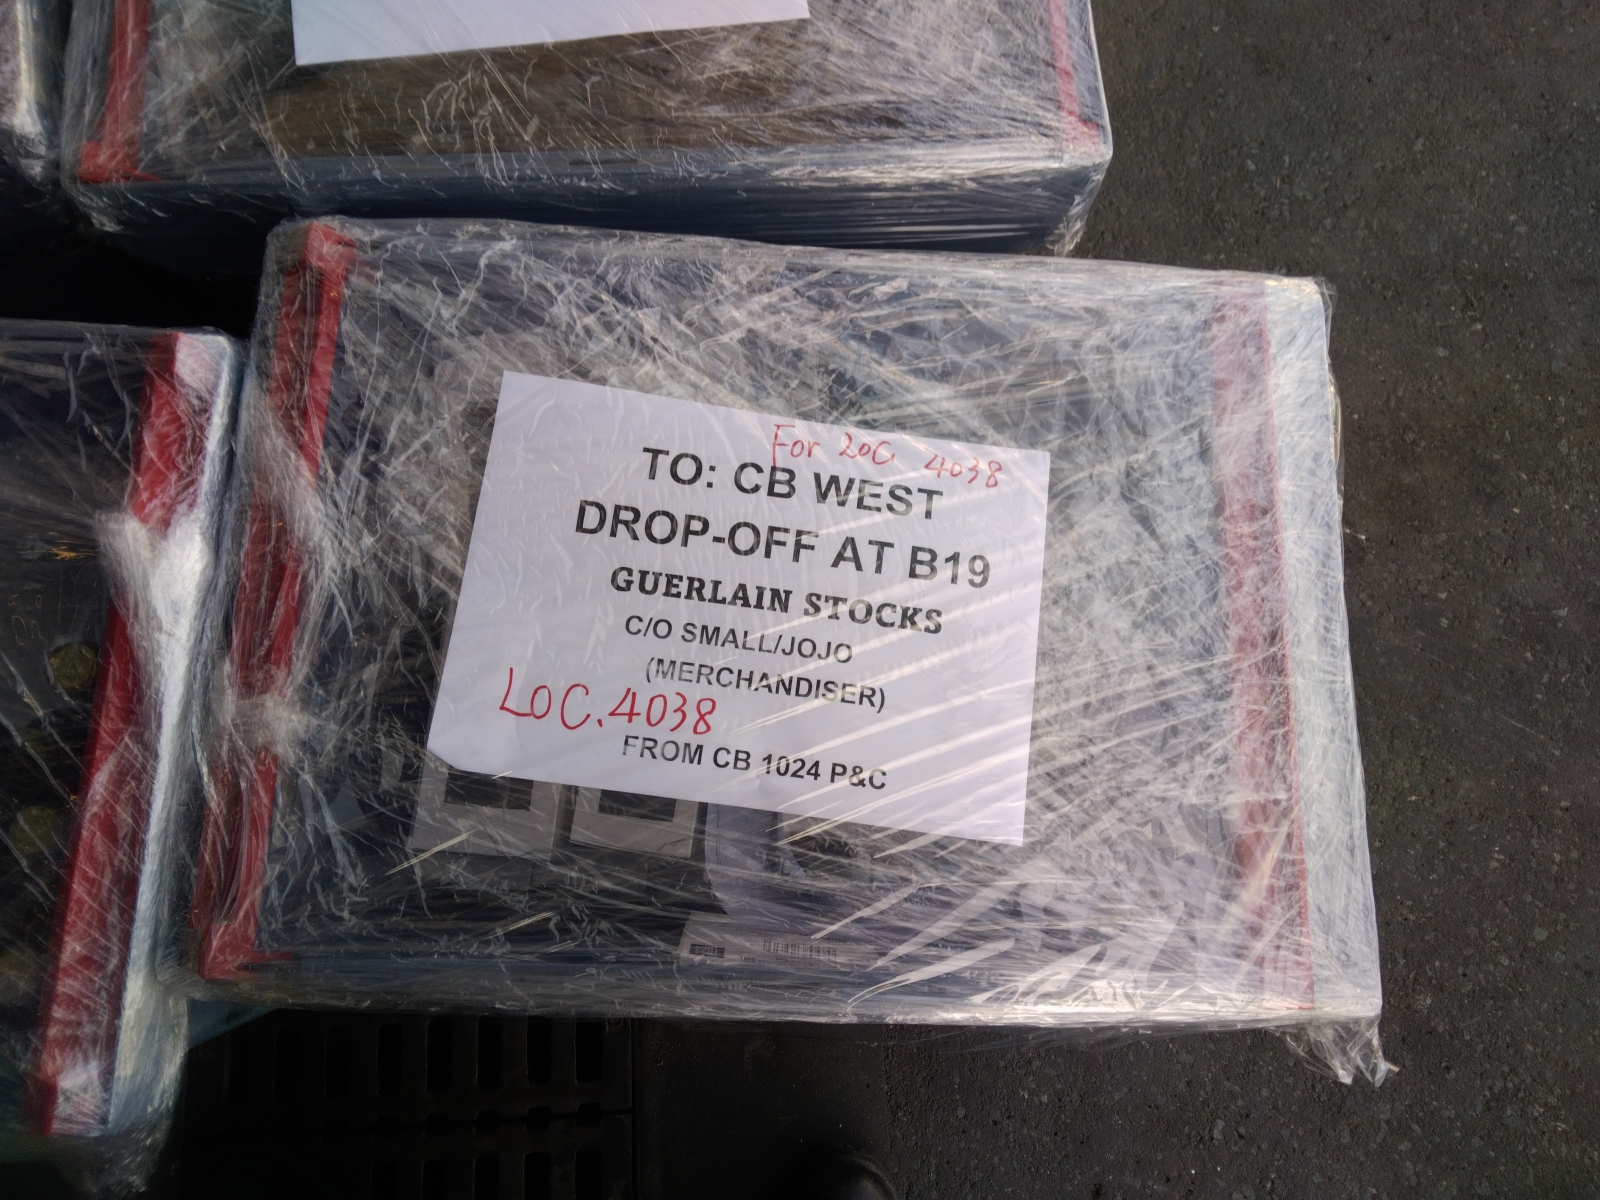 For LOC 4038
TO: CB WEST
DROP-OFF AT B19
GUERLAIN STOCKS
C/O SMALL/JOJO
(MERCHANDISER)
LOC. 4038
FROM CB 1024 P&C